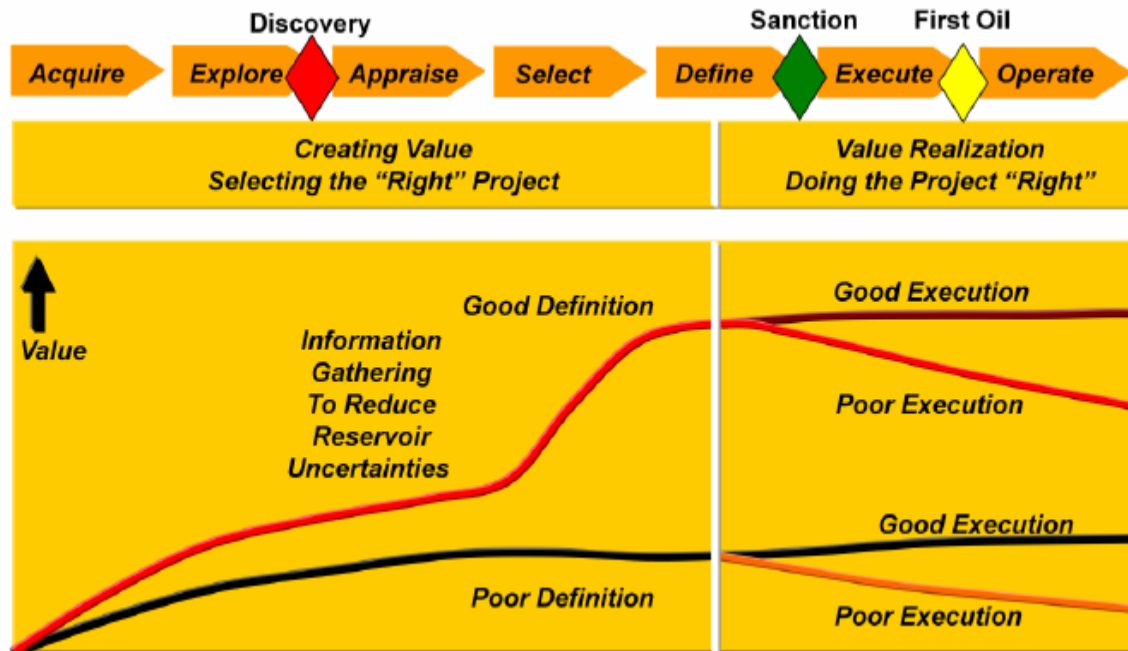 Discovery
Sanction
First Oil
Acquire
Explore
Appraise
Select
Define
Execute
Operate
Creating Value
Selecting the “Right” Project
Value Realization
Doing the Project “Right”
Value
Information
Gathering
To Reduce
Reservoir
Uncertainties
Good Definition
Good Execution
Poor Execution
Poor Definition
Good Execution
Poor Execution